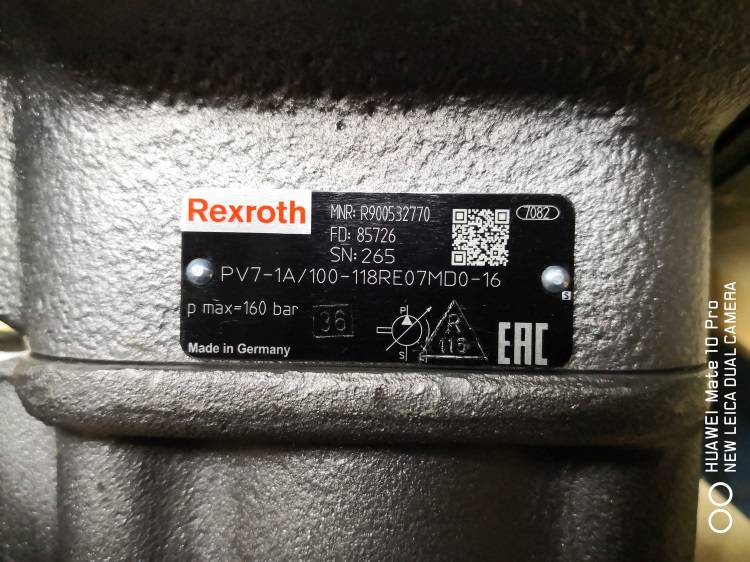 Rexroth
MNR: R900532770
FD: 85726
SN: 265
7082
PV7-1A/100-118RE07MD0-16
S
p max=160 bar
36
P
S
R
115
EAC
Made in Germany
HUAWEI Mate 10 Pro
NEW LEICA DUAL CAMERA